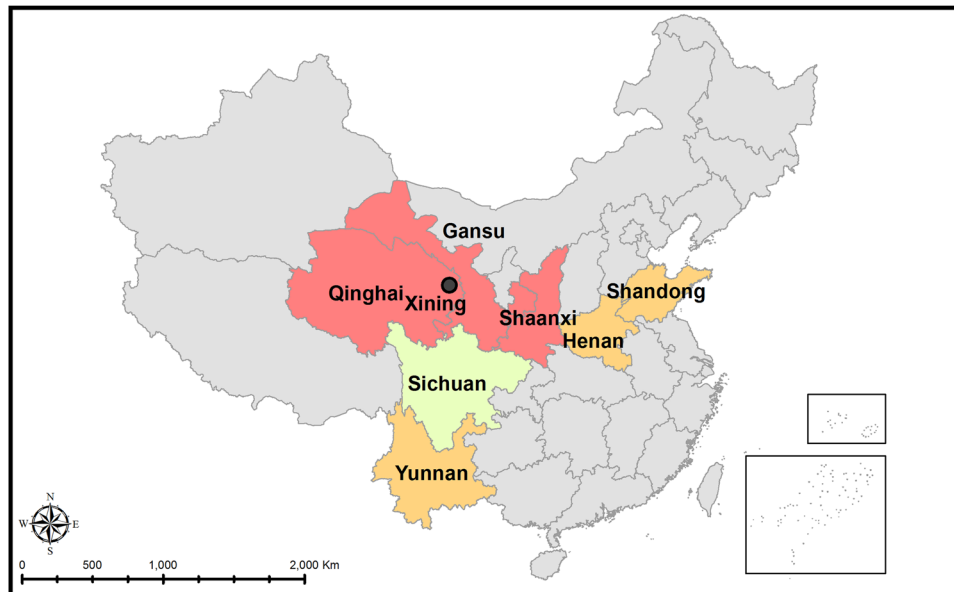 Gansu
Qinghai
Xining
Shandong
Shaanxi
Henan
Sichuan
Yunnan
N
W E
S
0 500 1,000 2,000 Km